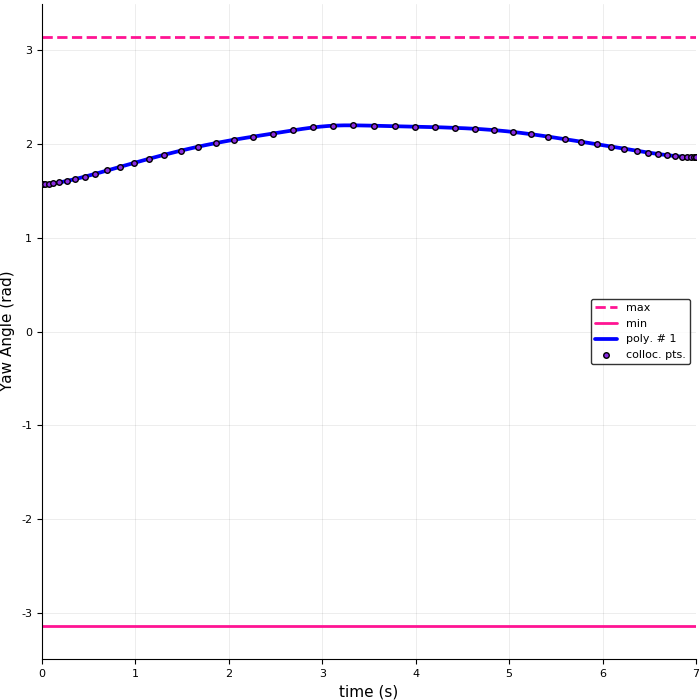 3
2
1
0
-1
-2
-3
Yaw Angle (rad)
max
min
poly. # 1
colloc. pts.
0 1 2 3 4 5 6 7
time (s)